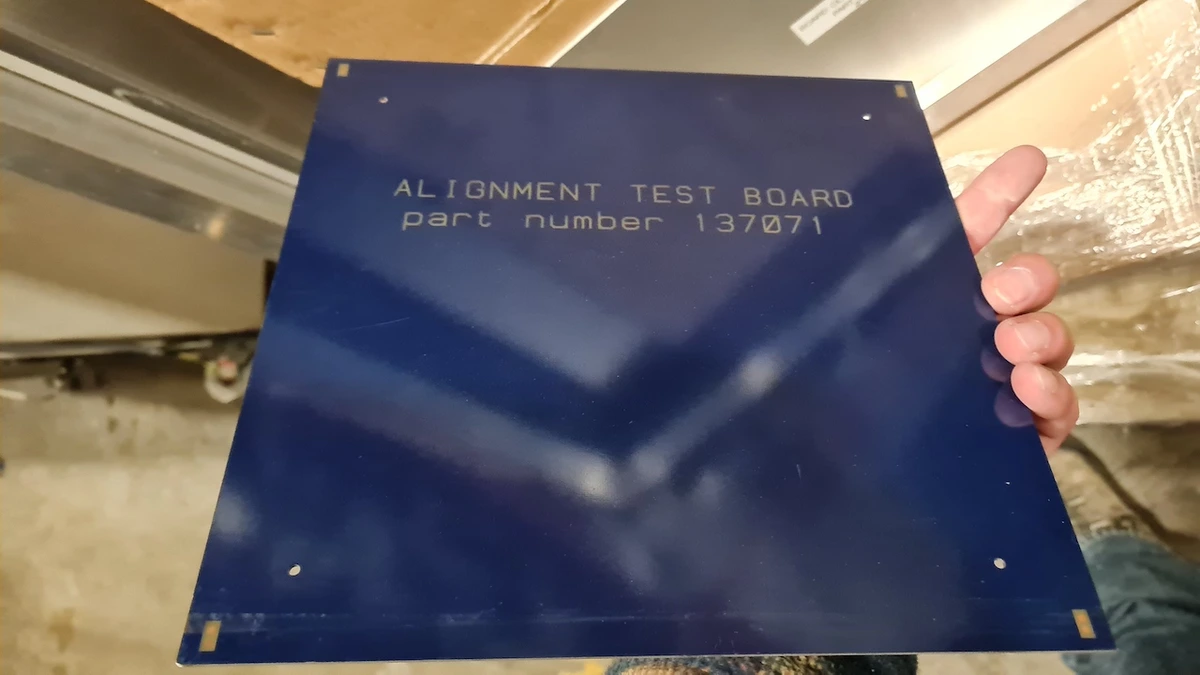 ALIGNMENT TEST BOARD
part number 137071